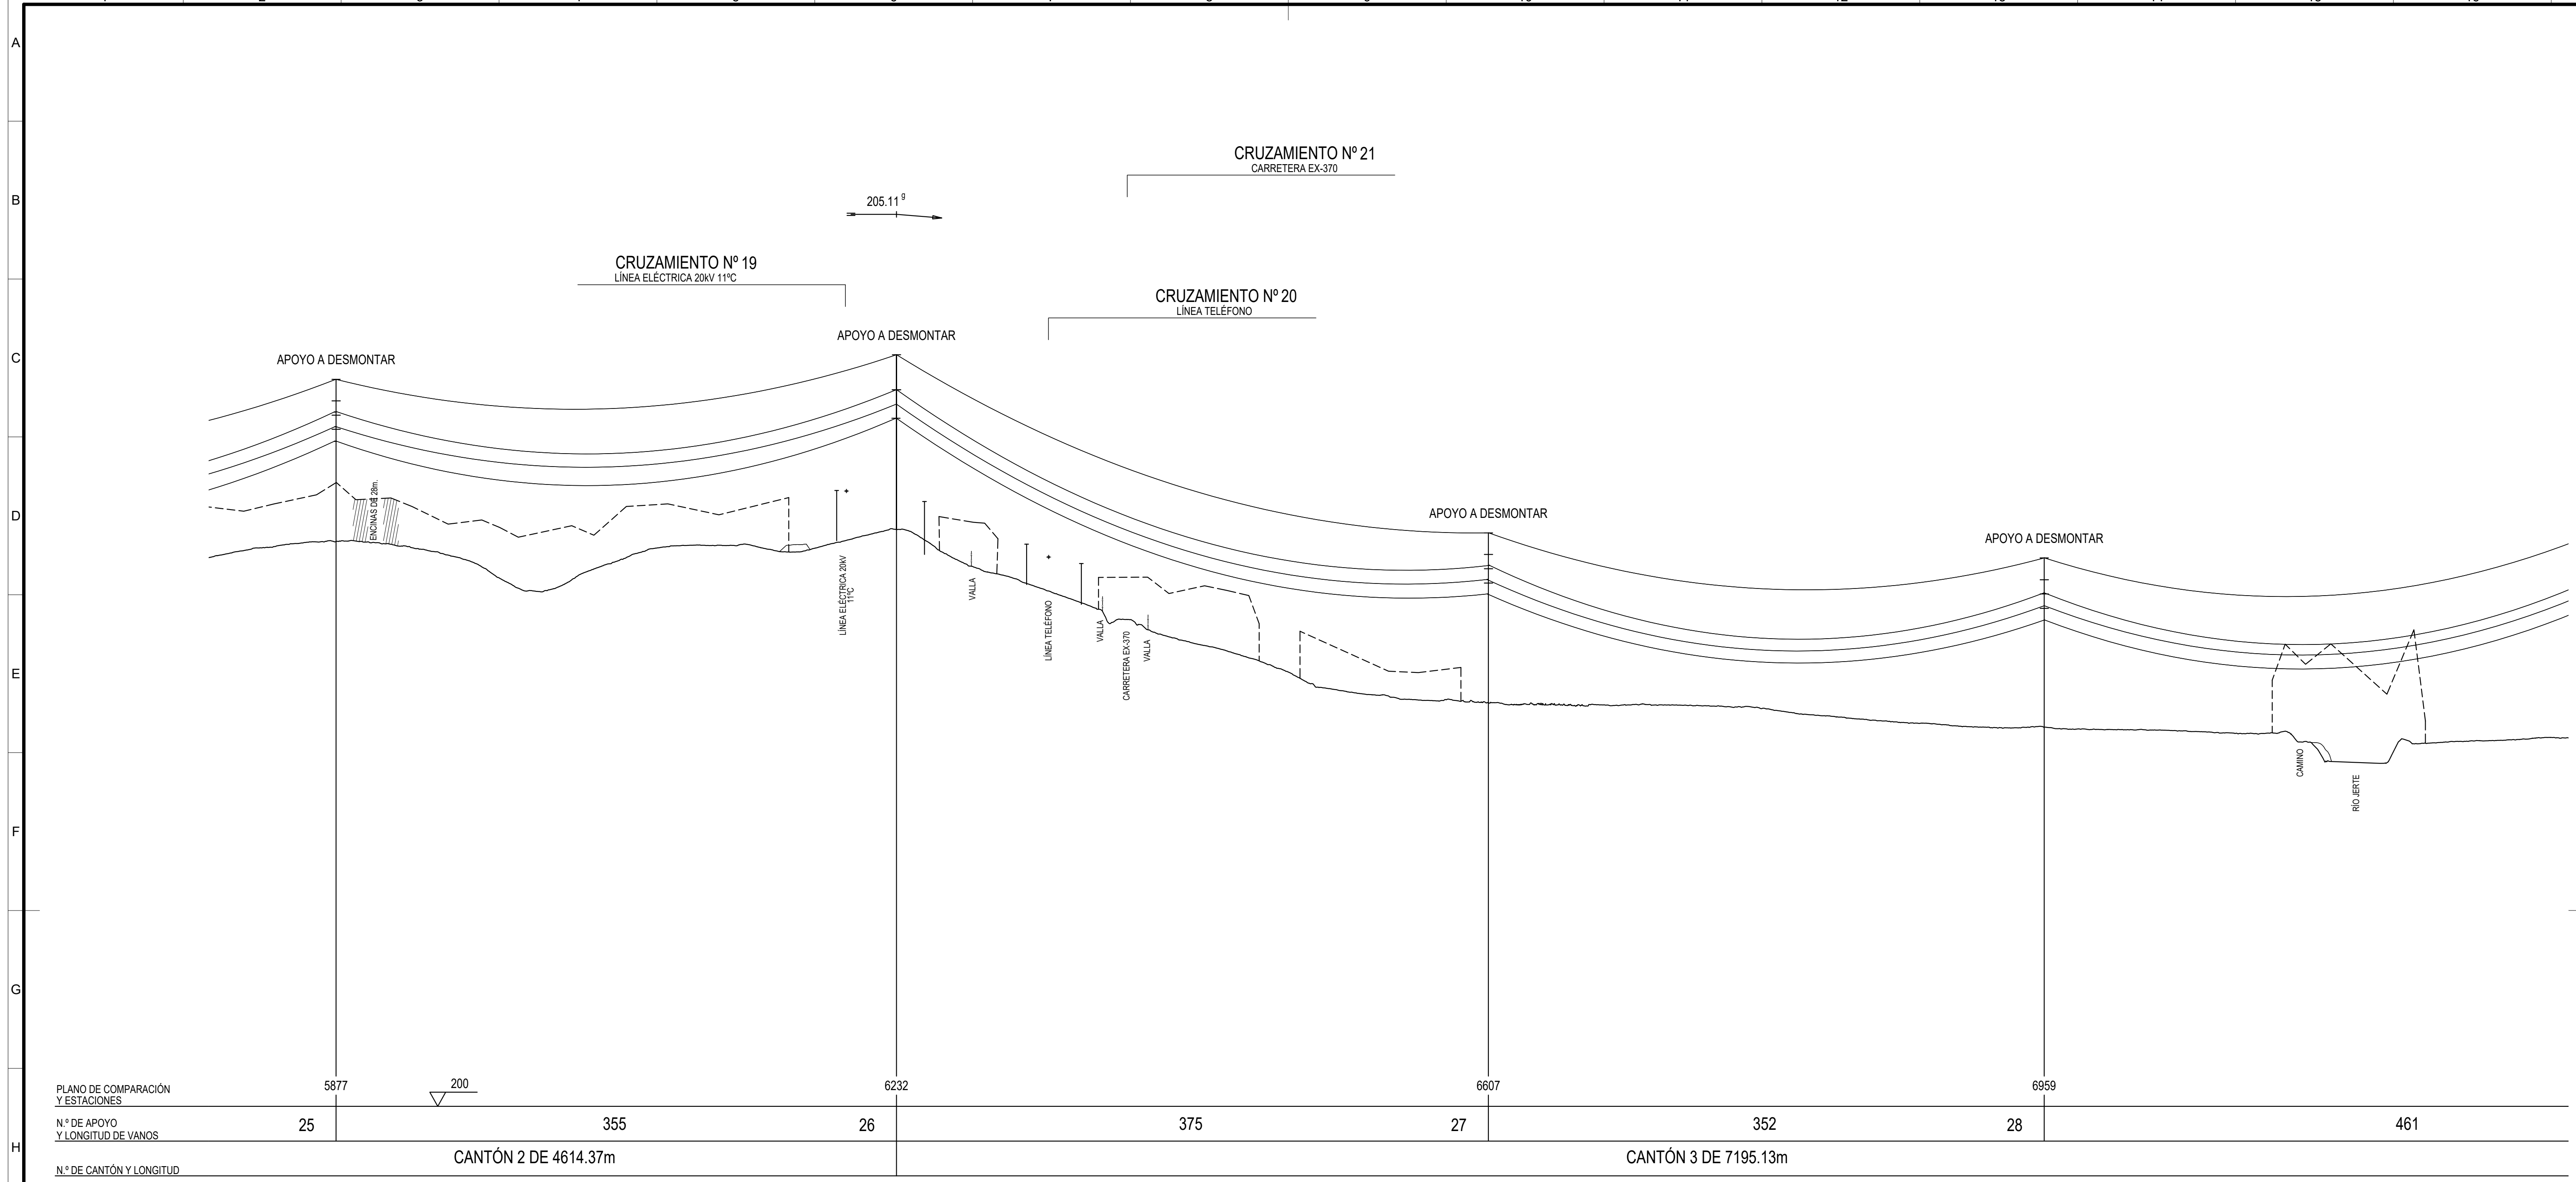 A
B
C
D
E
F
G
H
CRUZAMIENTO Nº 21
CARRETERA EX-370
205.11 g
CRUZAMIENTO Nº 19
LÍNEA ELÉCTRICA 20kV 11ºC
CRUZAMIENTO Nº 20
LÍNEA TELÉFONO
APOYO A DESMONTAR
APOYO A DESMONTAR
APOYO A DESMONTAR
APOYO A DESMONTAR
ENCINAS DE 28m.
LÍNEA ELÉCTRICA 20kV
11ºC
VALLA
LÍNEA TELÉFONO
VALLA
CARRETERA EX-370
VALLA
CAMINO
RÍO JERTE
PLANO DE COMPARACIÓN
Y ESTACIONES
5877
200
6232
6607
6959
N.º DE APOYO
Y LONGITUD DE VANOS
25
355
26
375
27
352
28
461
N.º DE CANTÓN Y LONGITUD
CANTÓN 2 DE 4614.37m
CANTÓN 3 DE 7195.13m